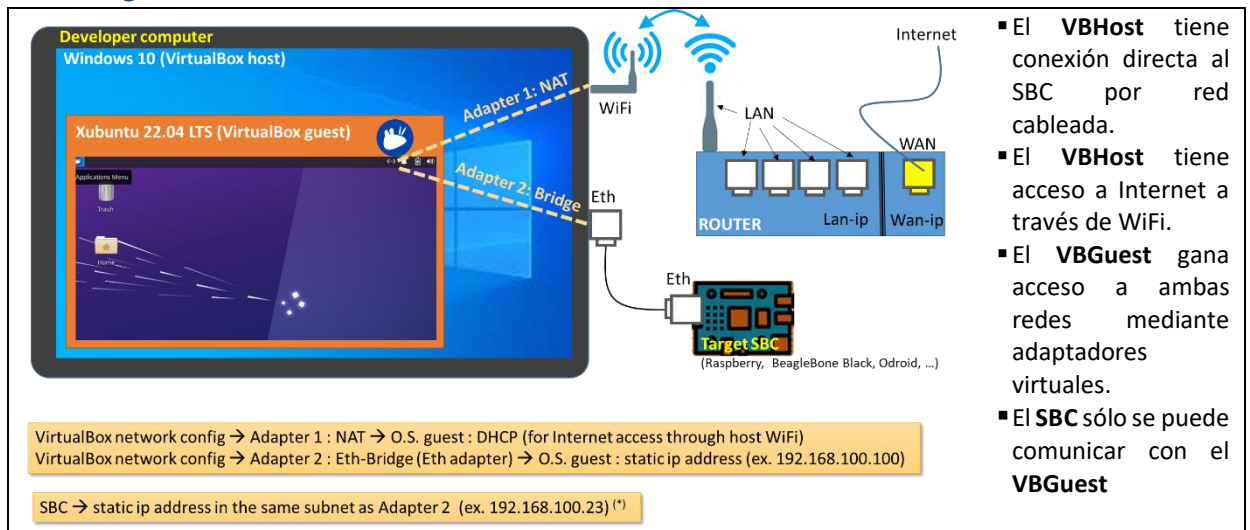 Developer computer
Windows 10 (VirtualBox host)
Xubuntu 22.04 LTS (VirtualBox guest)
Applications Menu
Trash
Home
Adapter 1: NAT
Adapter 2: Bridge
WiFi
Eth
Eth
Internet
LAN
WAN
ROUTER
Lan-ip
Wan-ip
Target SBC
(Raspberry, BeagleBone Black, Odroid, ...)
VirtualBox network config → Adapter 1 : NAT → O.S. guest : DHCP (for Internet access through host WiFi)
VirtualBox network config → Adapter 2 : Eth-Bridge (Eth adapter) → O.S. guest : static ip address (ex. 192.168.100.100)
SBC → static ip address in the same subnet as Adapter 2 (ex. 192.168.100.23) (*)
▪ El VBHost tiene
conexión directa al
SBC por red
cableada.
▪ El VBHost tiene
acceso a Internet a
través de WiFi.
▪ El VBGuest gana
acceso a ambas
redes mediante
adaptadores
virtuales.
▪ El SBC sólo se puede
comunicar con el
VBGuest